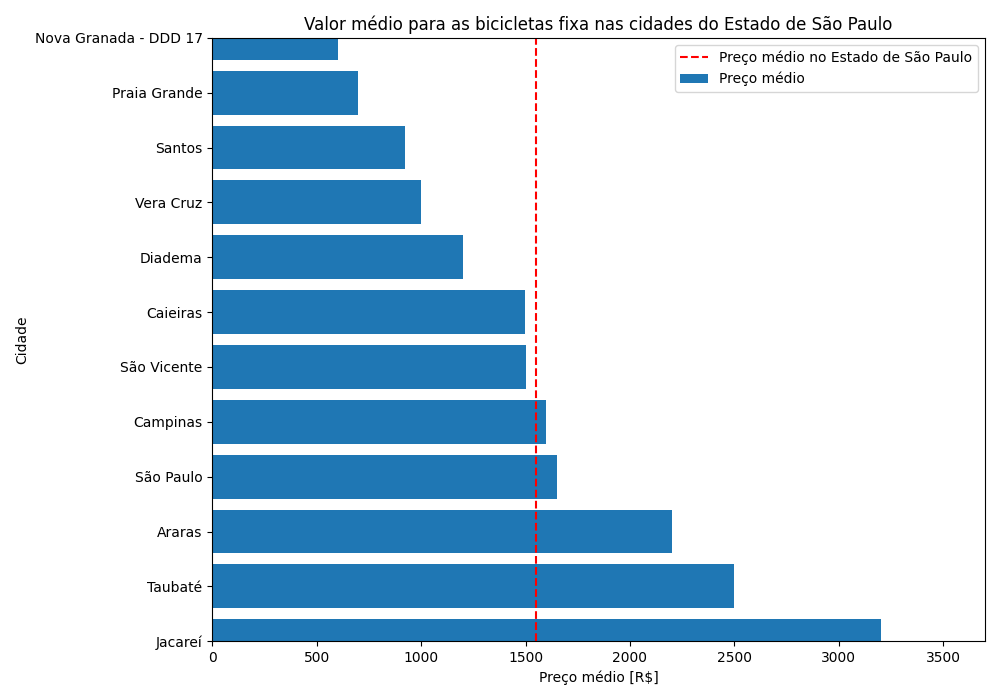 Valor médio para as bicicletas fixa nas cidades do Estado de São Paulo
Nova Granada - DDD 17
Praia Grande
Santos
Vera Cruz
Diadema
Caieiras
São Vicente
Campinas
São Paulo
Araras
Taubaté
Jacareí
Cidade
Preço médio no Estado de São Paulo
Preço médio
0 500 1000 1500 2000 2500 3000 3500
Preço médio [R$]